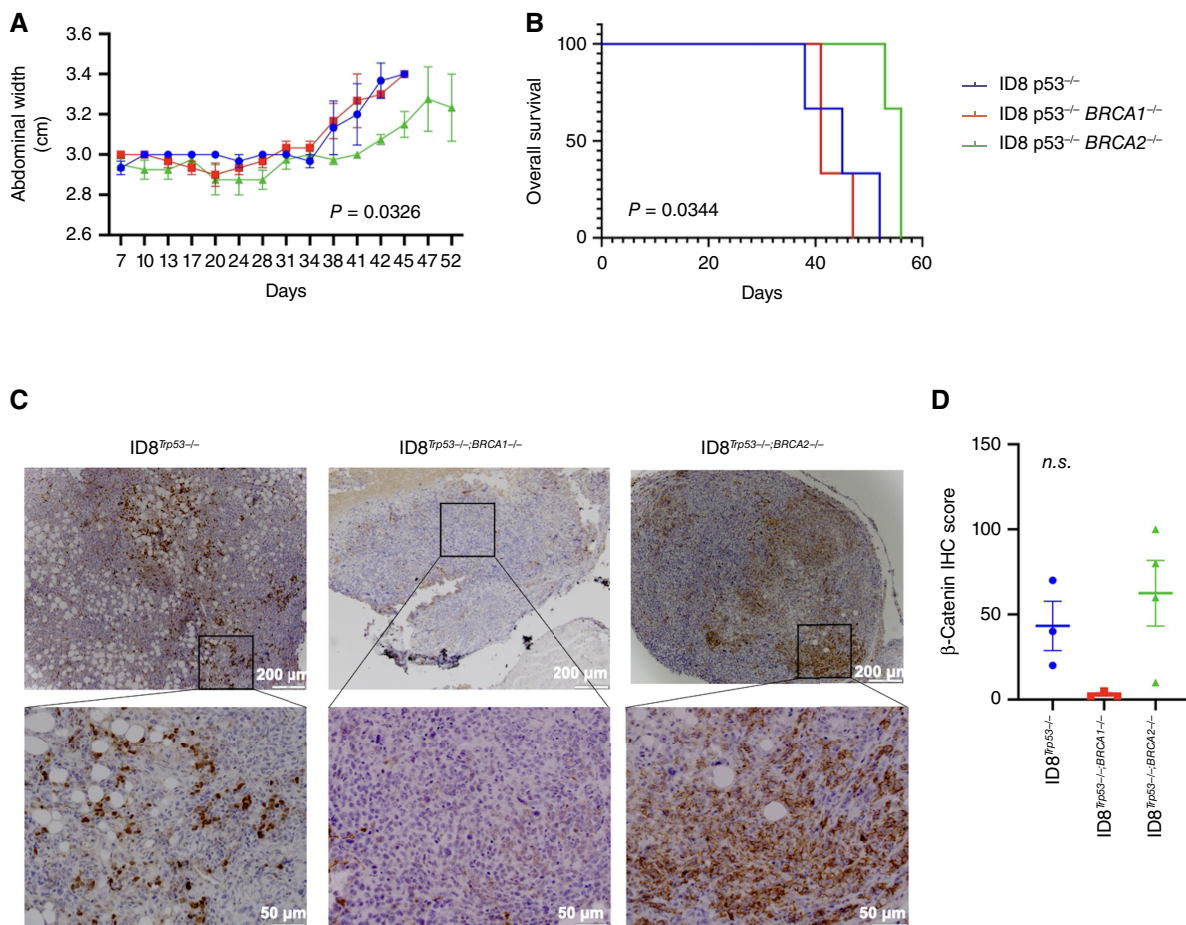 A
3.6
3.4
3.2
3.0
2.8
2.6
Abdominal width
(cm)
P = 0.0326
7 10 13 17 20 24 28 31 34 38 41 42 45 47 52
Days
B
100
50
0
Overall survival
P = 0.0344
0 20 40 60
Days
ID8 p53–/–
ID8 p53–/– BRCA1–/–
ID8 p53–/– BRCA2–/–
C
ID8Trp53–/–
ID8Trp53–/–;BRCA1–/–
ID8Trp53–/–;BRCA2–/–
200 µm
200 µm
200 µm
50 µm
50 µm
50 µm
D
150
100
50
0
β-Catenin IHC score
n.s.
ID8Trp53–/–
ID8Trp53–/–;BRCA1–/–
ID8Trp53–/–;BRCA2–/–